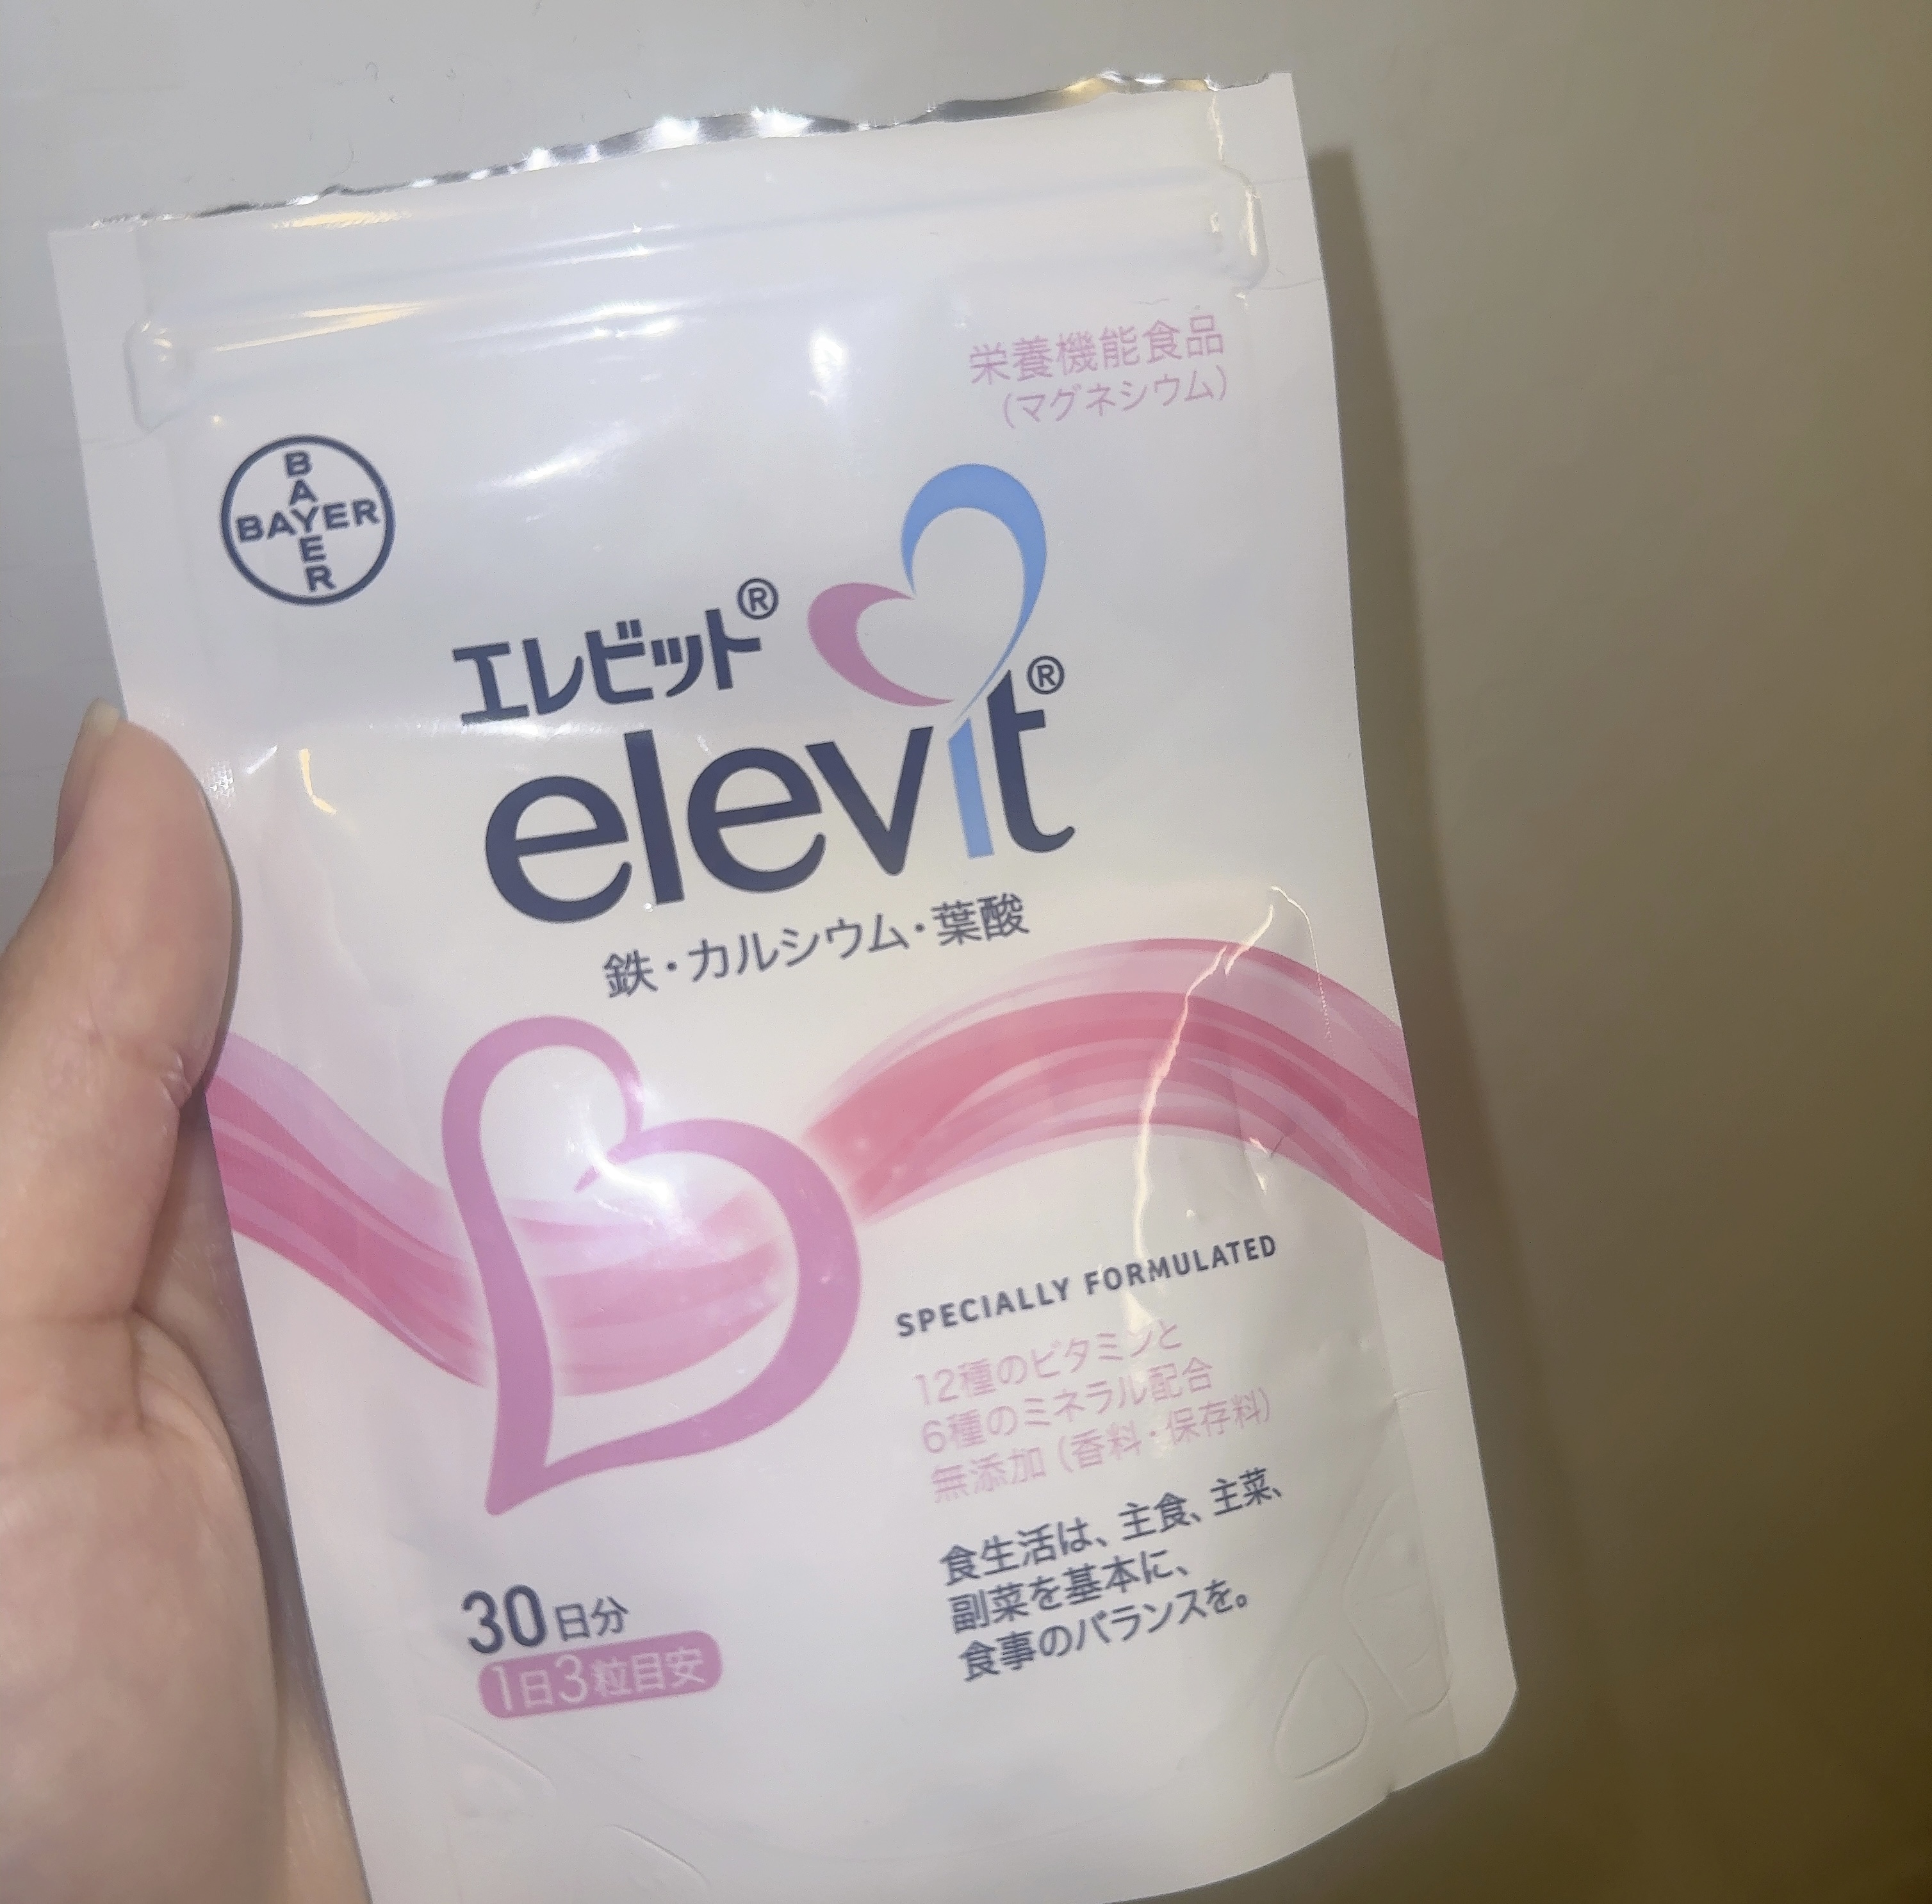 栄養機能食品
(マグネシウム)
BAYER
BAYER
エレビット®
elevit®
鉄・カルシウム・葉酸
SPECIALLY FORMULATED
12種のビタミンと
6種のミネラル配合
無添加(香料・保存料)
食生活は、主食、主菜、
副菜を基本に、
食事のバランスを。
30日分
1日3粒目安